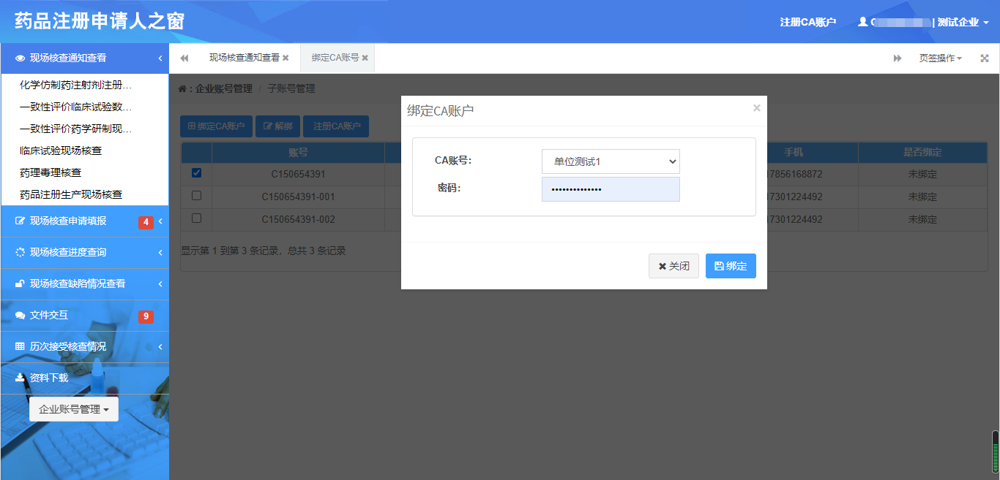 药品注册申请人之窗
注册CA账户
| 测试企业
现场核查通知查看
现场核查通知查看
绑定CA账号
页签操作
化学仿制药注射剂注册…
一致性评价临床试验数…
一致性评价药学研制现…
临床试验现场核查
药理毒理核查
药品注册生产现场核查
现场核查申请填报 4
现场核查进度查询
现场核查缺陷情况查看
文件交互 9
历次接受核查情况
资料下载
企业账号管理
: 企业账号管理 / 子账号管理
绑定CA账户 解绑 注册CA账户
账号 手机 是否绑定
C150654391 17856168872 未绑定
C150654391-001 17301224492 未绑定
C150654391-002 17301224492 未绑定
显示第 1 到第 3 条记录，总共 3 条记录
绑定CA账户
CA账号: 单位测试1
密码: ••••••••••••••
关闭 绑定